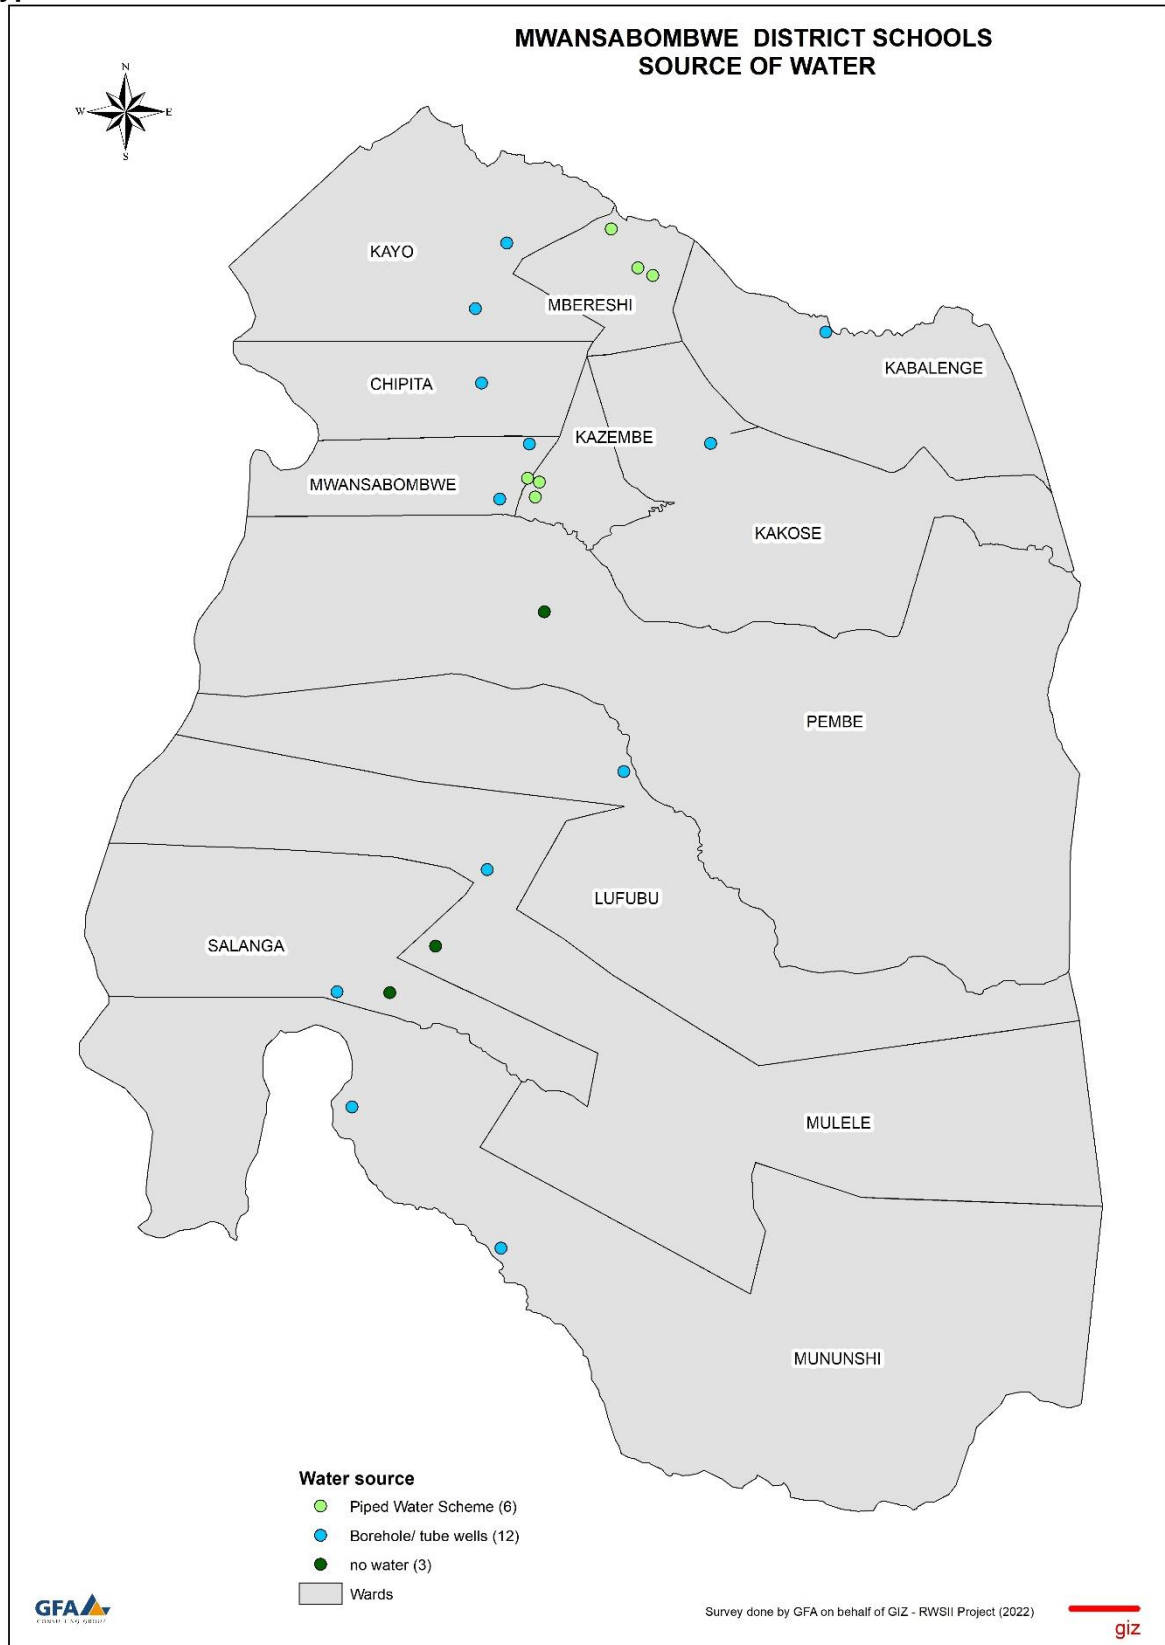 MWANSABOMBWE DISTRICT SCHOOLS
SOURCE OF WATER
N
W
E
S
KAYO
MBERESHI
KABALENGE
CHIPITA
KAZEMBE
MWANSABOMBWE
KAKOSE
PEMBE
LUFUBU
SALANGA
MULELE
MUNUNSHI
Water source
Piped Water Scheme (6)
Borehole/ tube wells (12)
no water (3)
Wards
GFA
CONSULTING GROUP
Survey done by GFA on behalf of GIZ - RWSII Project (2022)
giz